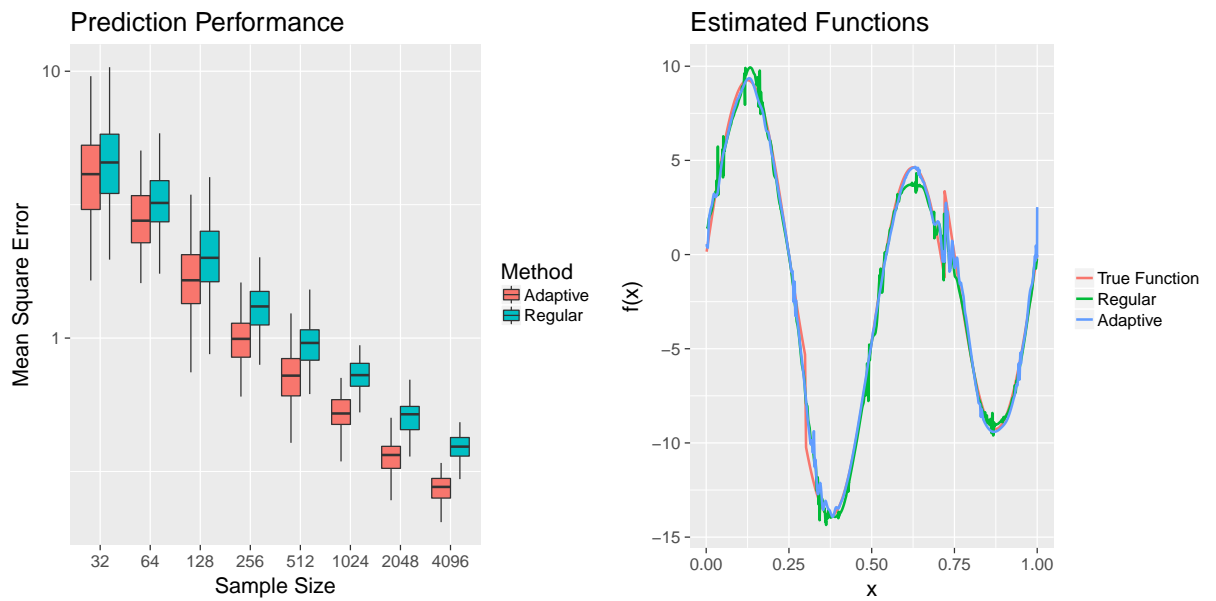 Prediction Performance
Mean Square Error
10
1
32 64 128 256 512 1024 2048 4096
Sample Size
Method
Adaptive
Regular
Estimated Functions
f(x)
10
5
0
−5
−10
−15
0.00 0.25 0.50 0.75 1.00
x
True Function
Regular
Adaptive